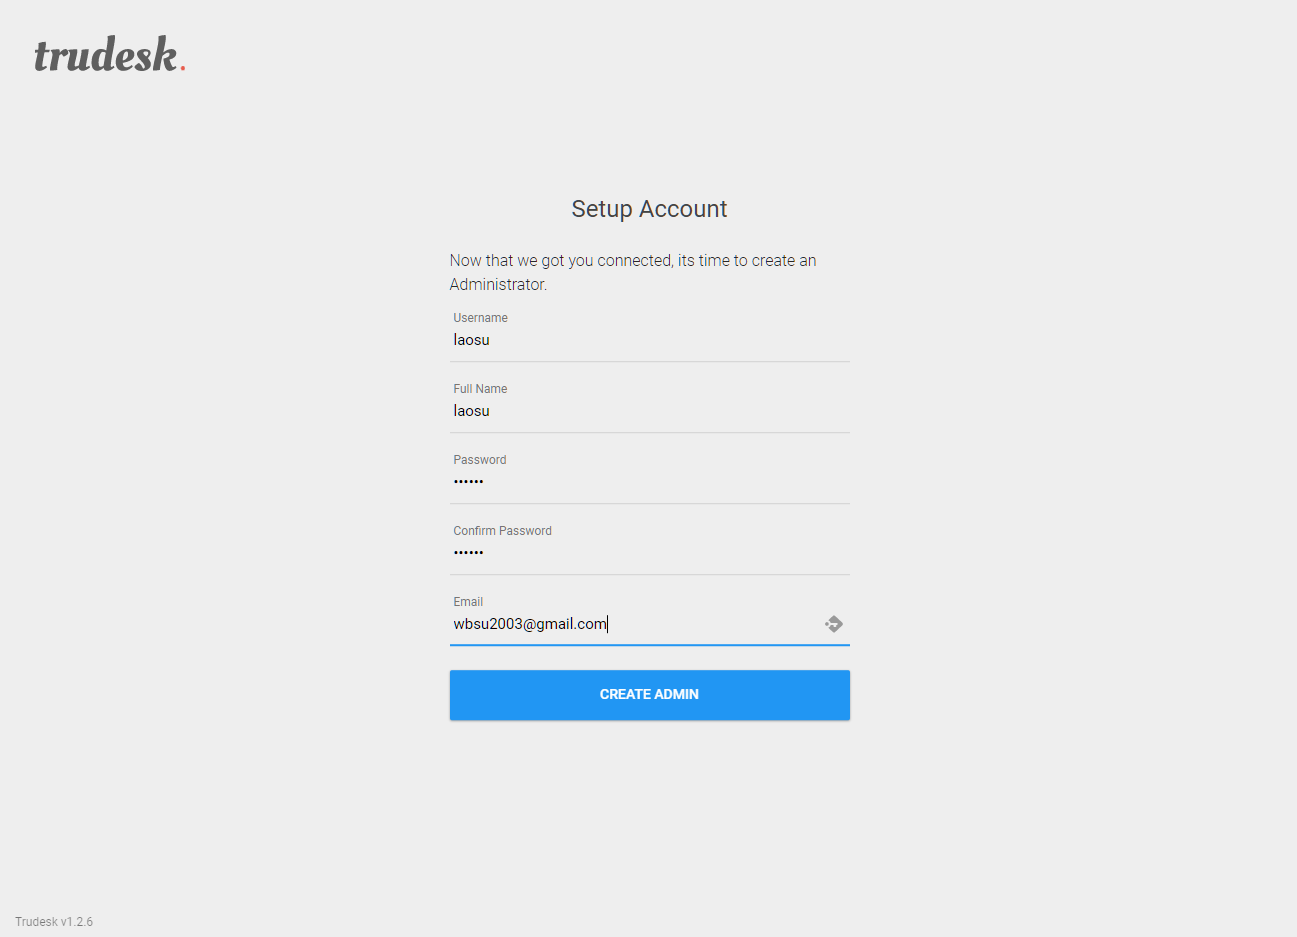 trudesk.
Setup Account
Now that we got you connected, its time to create an
Administrator.
Username
laosu
Full Name
laosu
Password
••••••
Confirm Password
••••••
Email
wbsu2003@gmail.com
CREATE ADMIN
Trudesk v1.2.6